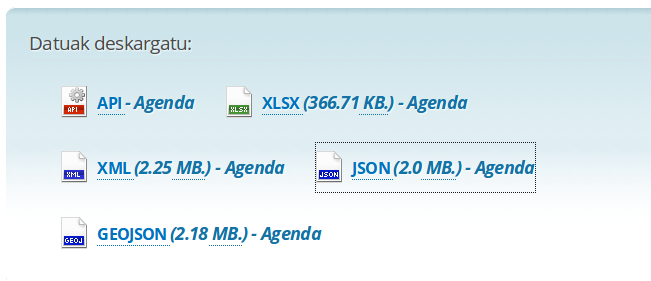 Datuak deskargatu:
API API - Agenda XLSX XLSX (366.71 KB.) - Agenda
XML XML (2.25 MB.) - Agenda JSON JSON (2.0 MB.) - Agenda
GEOJ GEOJSON (2.18 MB.) - Agenda